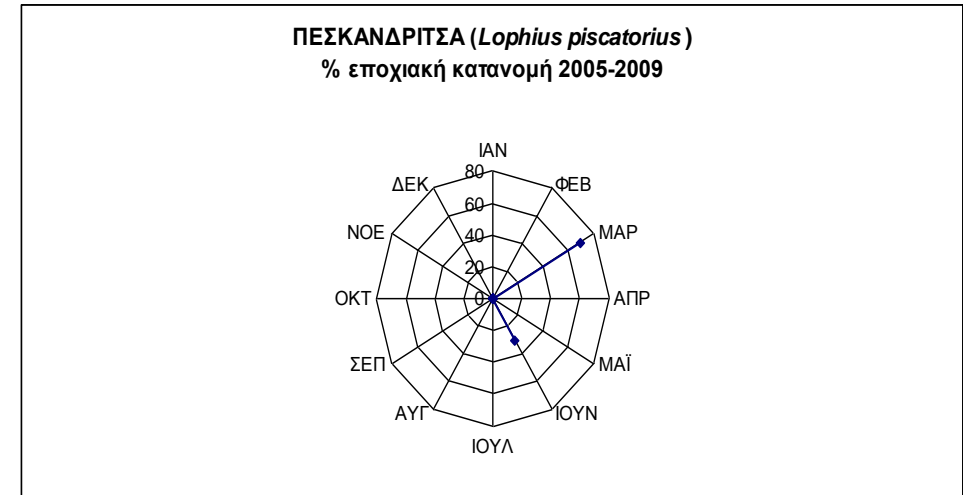 ΠΕΣΚΑΝΔΡΙΤΣΑ (Lophius piscatorius)
% εποχιακή κατανομή 2005-2009
ΙΑΝ
ΦΕΒ
ΜΑΡ
ΑΠΡ
ΜΑΪ
ΙΟΥΝ
ΙΟΥΛ
ΑΥΓ
ΣΕΠ
ΟΚΤ
ΝΟΕ
ΔΕΚ
80
60
40
20
0